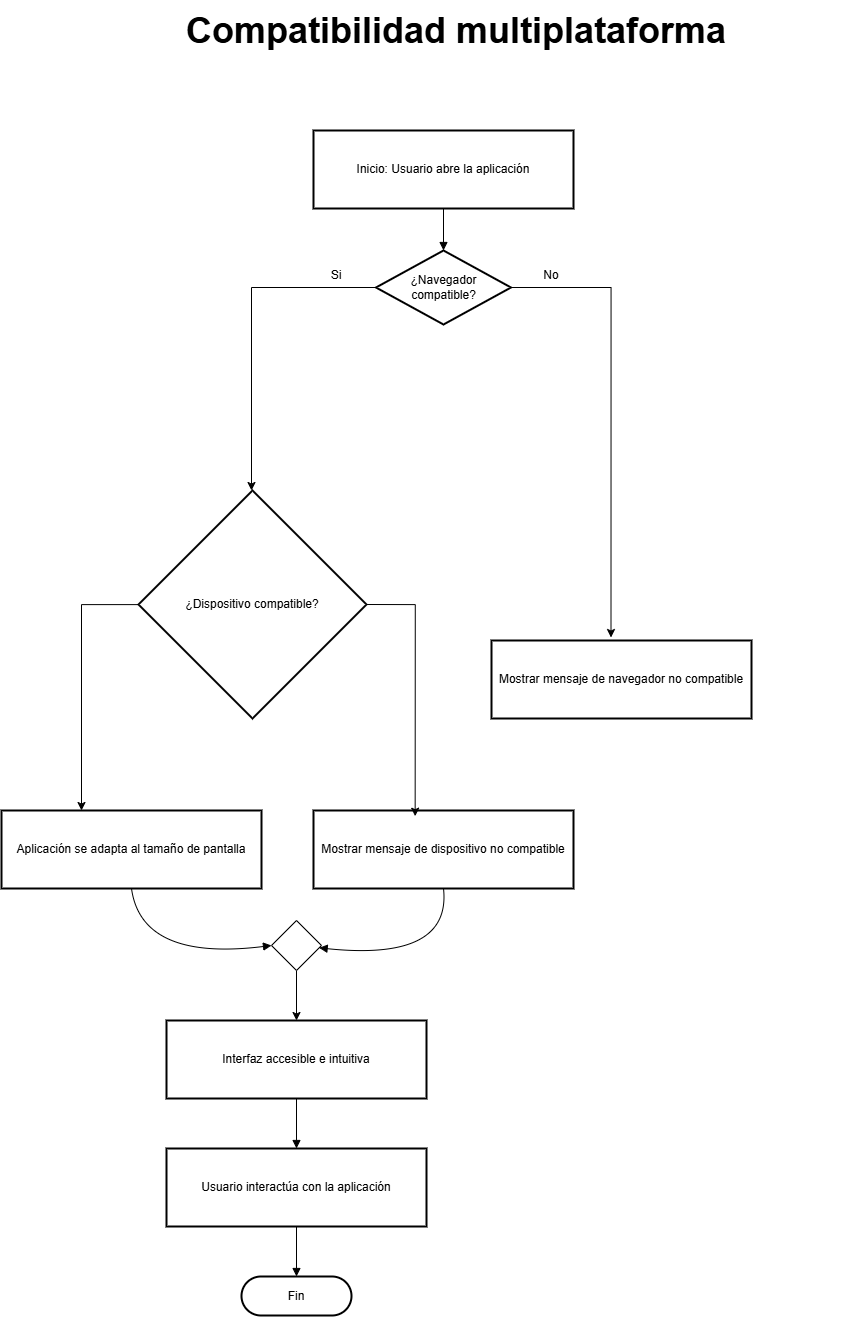 Compatibilidad multiplataforma
Inicio: Usuario abre la aplicación
Si
¿Navegador
compatible?
No
¿Dispositivo compatible?
Mostrar mensaje de navegador no compatible
Aplicación se adapta al tamaño de pantalla
Mostrar mensaje de dispositivo no compatible
Interfaz accesible e intuitiva
Usuario interactúa con la aplicación
Fin